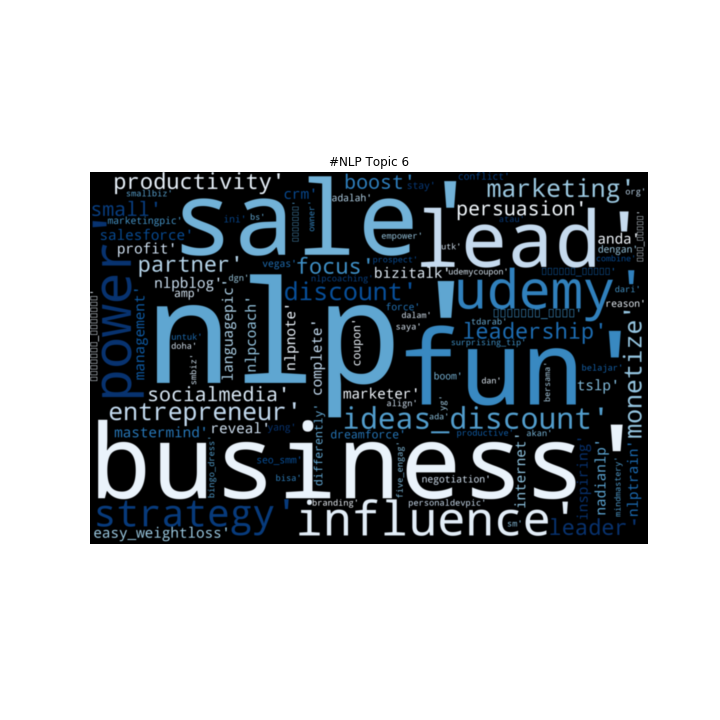 #NLP Topic 6
productivity'
smallbiz'
small'
marketingpic'
salesforce'
profit'
partner'
nlpblog'
amp'
dgn'
sale'
ini'
bs'
crm'
owner'
adalah'
boost'
stay'
conflict'
marketing'
org'
persuasion'
lead'
utk'
empower'
prospect'
anda'
dengan'
combine'
vegas'
focus'
nlpcoaching'
bizitalk'
udemycoupon'
discount'
udemy'
dari'
reason'
force'
dalam'
saya'
tdarab'
leadership'
surprising_tip'
power'
management'
untuk'
doha'
smbiz'
languagepic'
nlpcoach'
nlpnote'
complete'
coupon'
nlp'
fun'
boom'
dan'
bersama'
belajar'
tslp'
monetize'
socialmedia'
marketer'
align'
yg'
ada'
entrepreneur'
ideas_discount'
mastermind'
reveal'
yang'
differently'
dreamforce'
productive'
akan'
business'
bingo_dress'
seo_smm'
bisa'
five_engag'
negotiation'
internet'
inspiring'
nadianlp'
mindmastery'
-nlptrain'
branding'
personaldevpic'
strategy'
influence'
sm'
leader'
easy_weightloss'